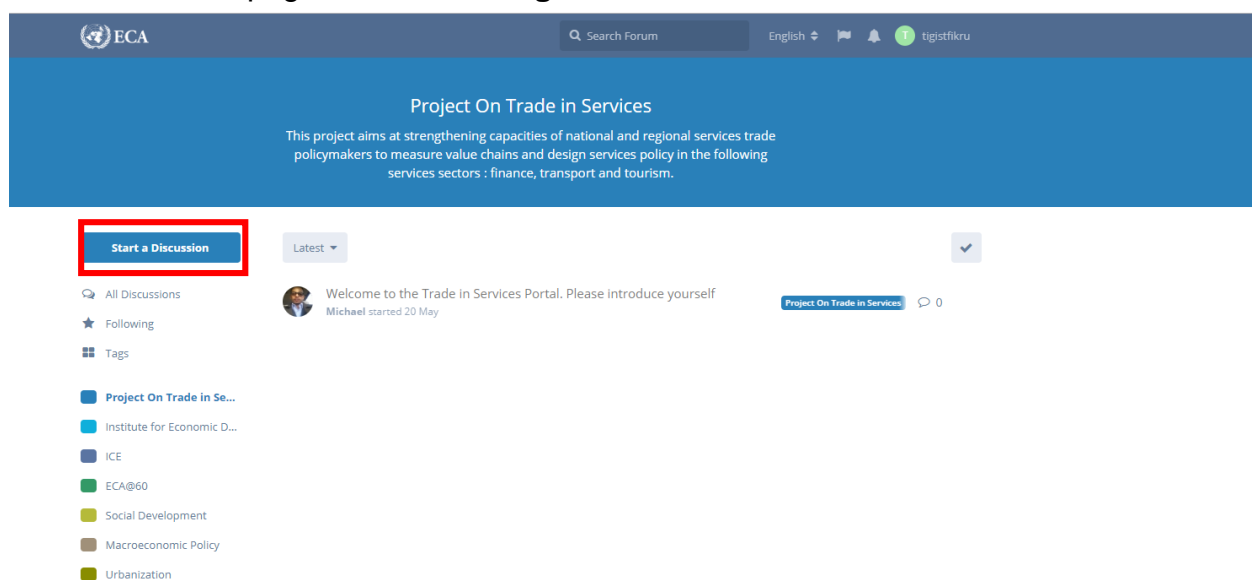 ECA
Search Forum
English
T
tigistfikru
Project On Trade in Services
This project aims at strengthening capacities of national and regional services trade
policymakers to measure value chains and design services policy in the following
services sectors : finance, transport and tourism.
Start a Discussion
Latest
All Discussions
Following
Tags
Welcome to the Trade in Services Portal. Please introduce yourself
Michael started 20 May
Project On Trade in Services
0
Project On Trade in Se...
Institute for Economic D...
ICE
ECA@60
Social Development
Macroeconomic Policy
Urbanization